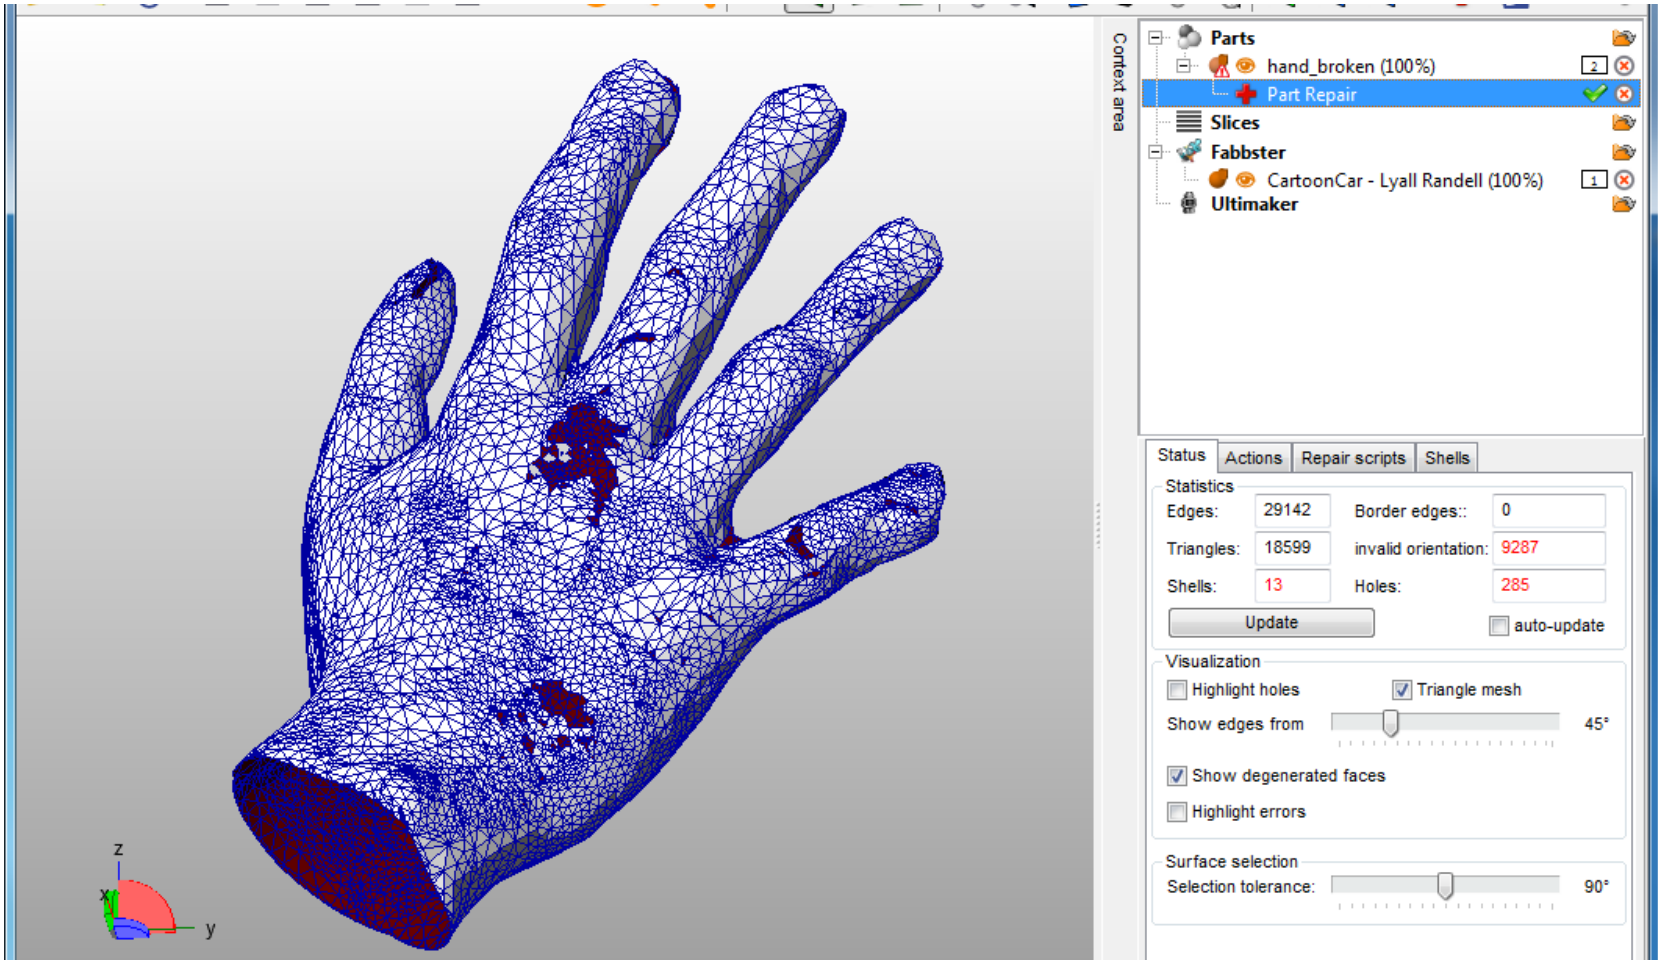 Context area
Parts
hand_broken (100%) 2
Part Repair
Slices
Fabbster
CartoonCar - Lyall Randell (100%) 1
Ultimaker
Status Actions Repair scripts Shells
Statistics
Edges: 29142 Border edges:: 0
Triangles: 18599 invalid orientation: 9287
Shells: 13 Holes: 285
Update auto-update
Visualization
Highlight holes Triangle mesh
Show edges from 45°
Show degenerated faces
Highlight errors
Surface selection
Selection tolerance: 90°
z
x
y